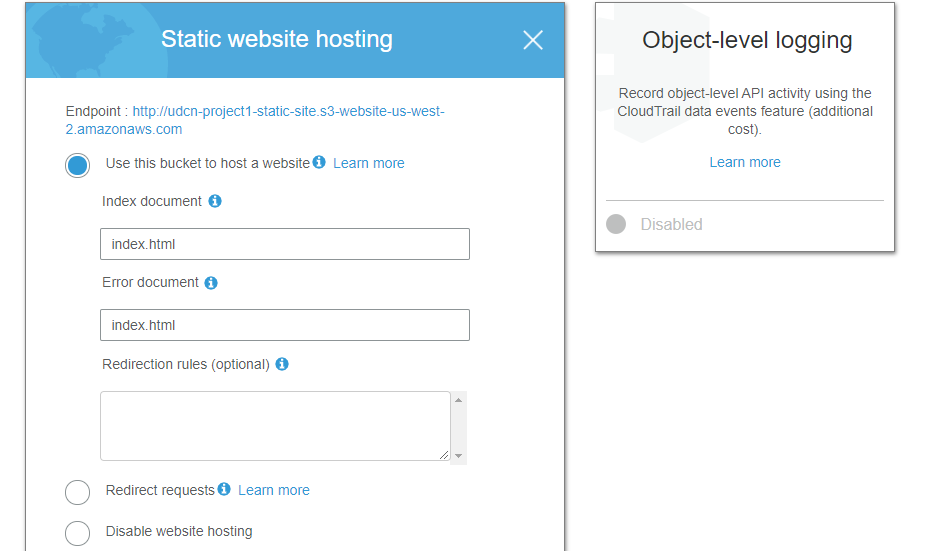 Static website hosting
Endpoint : http://udcn-project1-static-site.s3-website-us-west-
2.amazonaws.com
Use this bucket to host a website Learn more
Index document
index.html
Error document
index.html
Redirection rules (optional)
Redirect requests Learn more
Disable website hosting
Object-level logging
Record object-level API activity using the
CloudTrail data events feature (additional
cost).
Learn more
Disabled